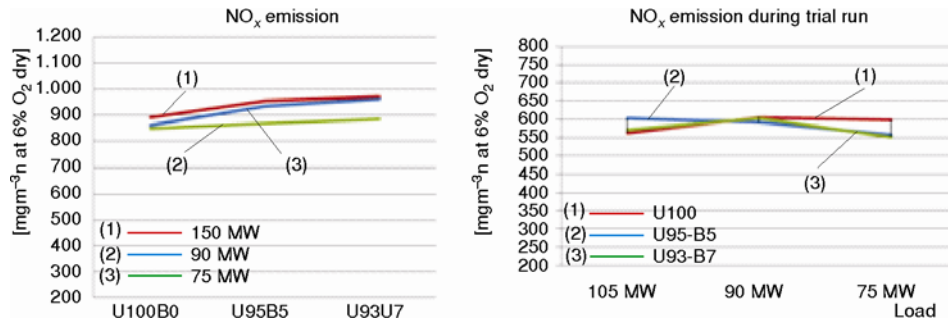 NOx emission
[mgm–3n at 6% O2 dry]
1.200
1.100
1.000
900
800
700
600
500
400
300
200
(1)
(2)
(3)
(1) 150 MW
(2) 90 MW
(3) 75 MW
U100B0 U95B5 U93U7
NOx emission during trial run
[mgm–3n at 6% O2 dry]
800
750
700
650
600
550
500
450
400
350
300
250
200
(2)
(1)
(3)
(1) U100
(2) U95-B5
(3) U93-B7
105 MW 90 MW 75 MW
Load